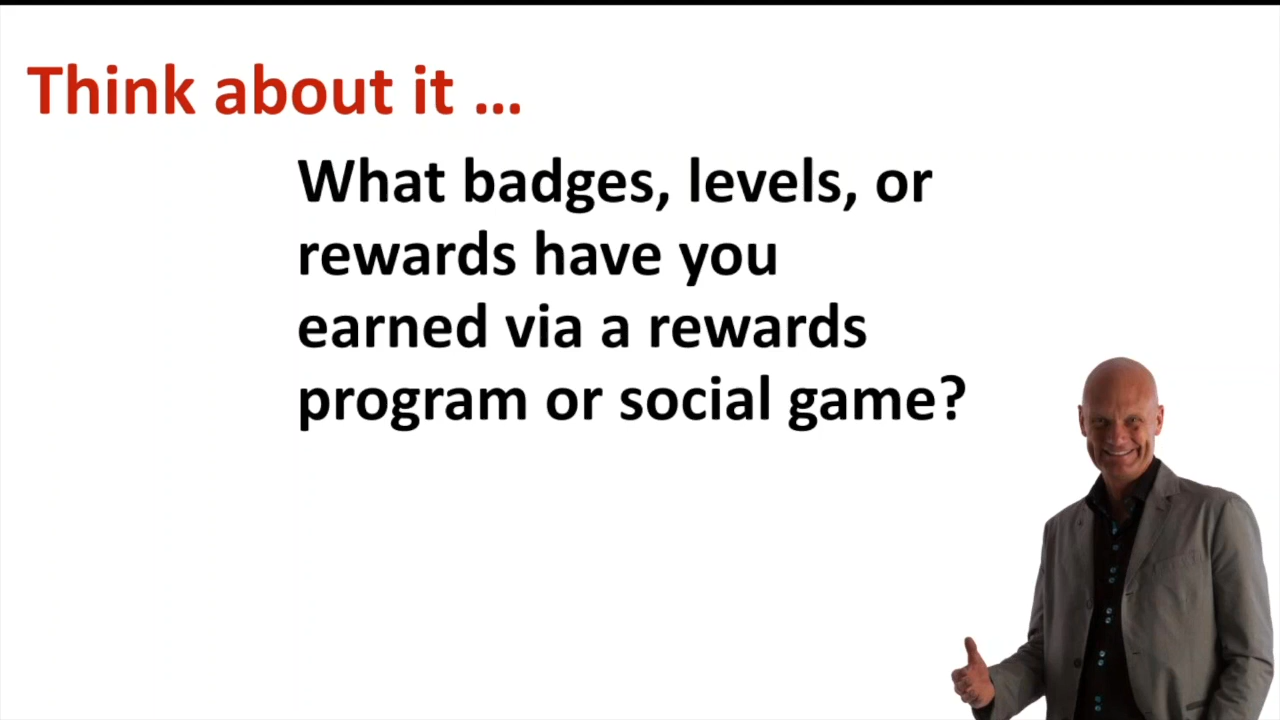 Think about it ...
What badges, levels, or
rewards have you
earned via a rewards
program or social game?